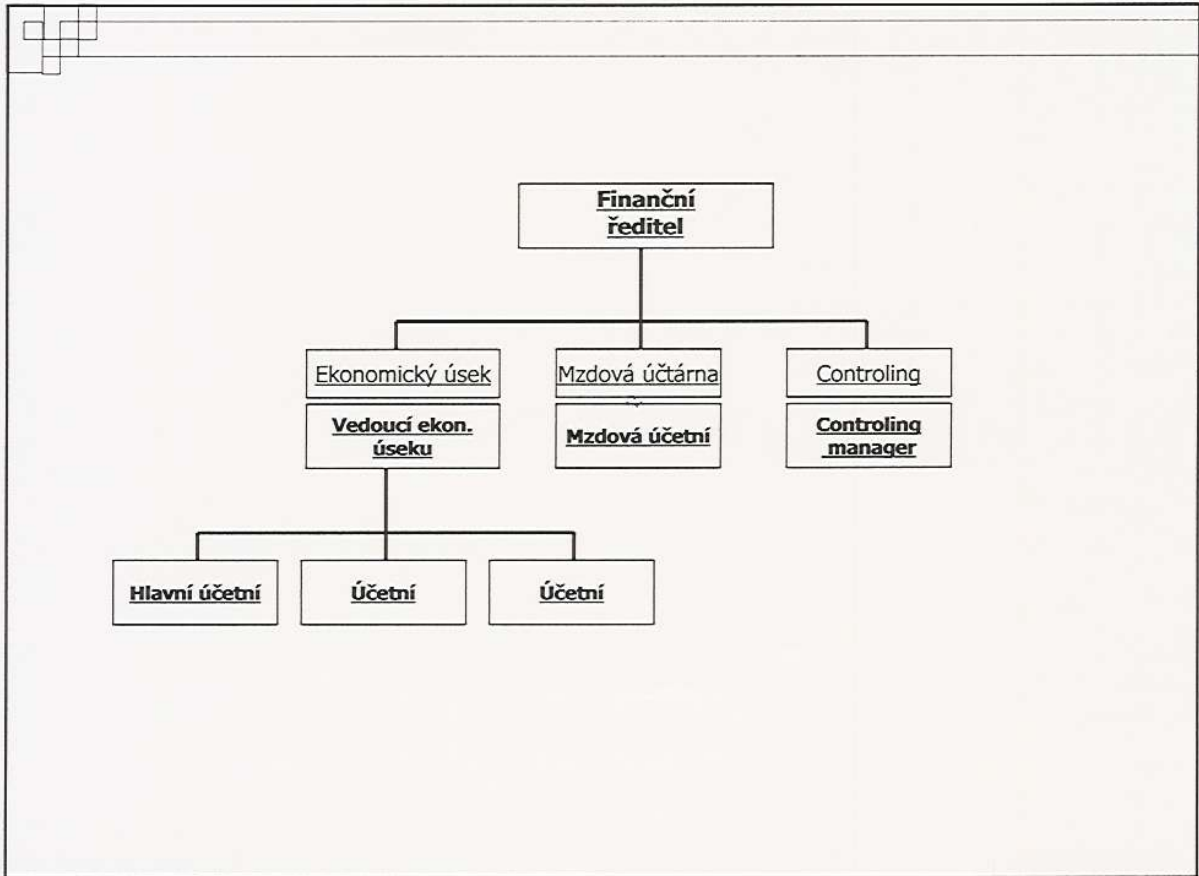 Finanční
ředitel
Ekonomický úsek
Mzdová účtárna
Controling
Vedoucí ekon.
úseku
Mzdová účetní
Controling
manager
Hlavní účetní
Účetní
Účetní